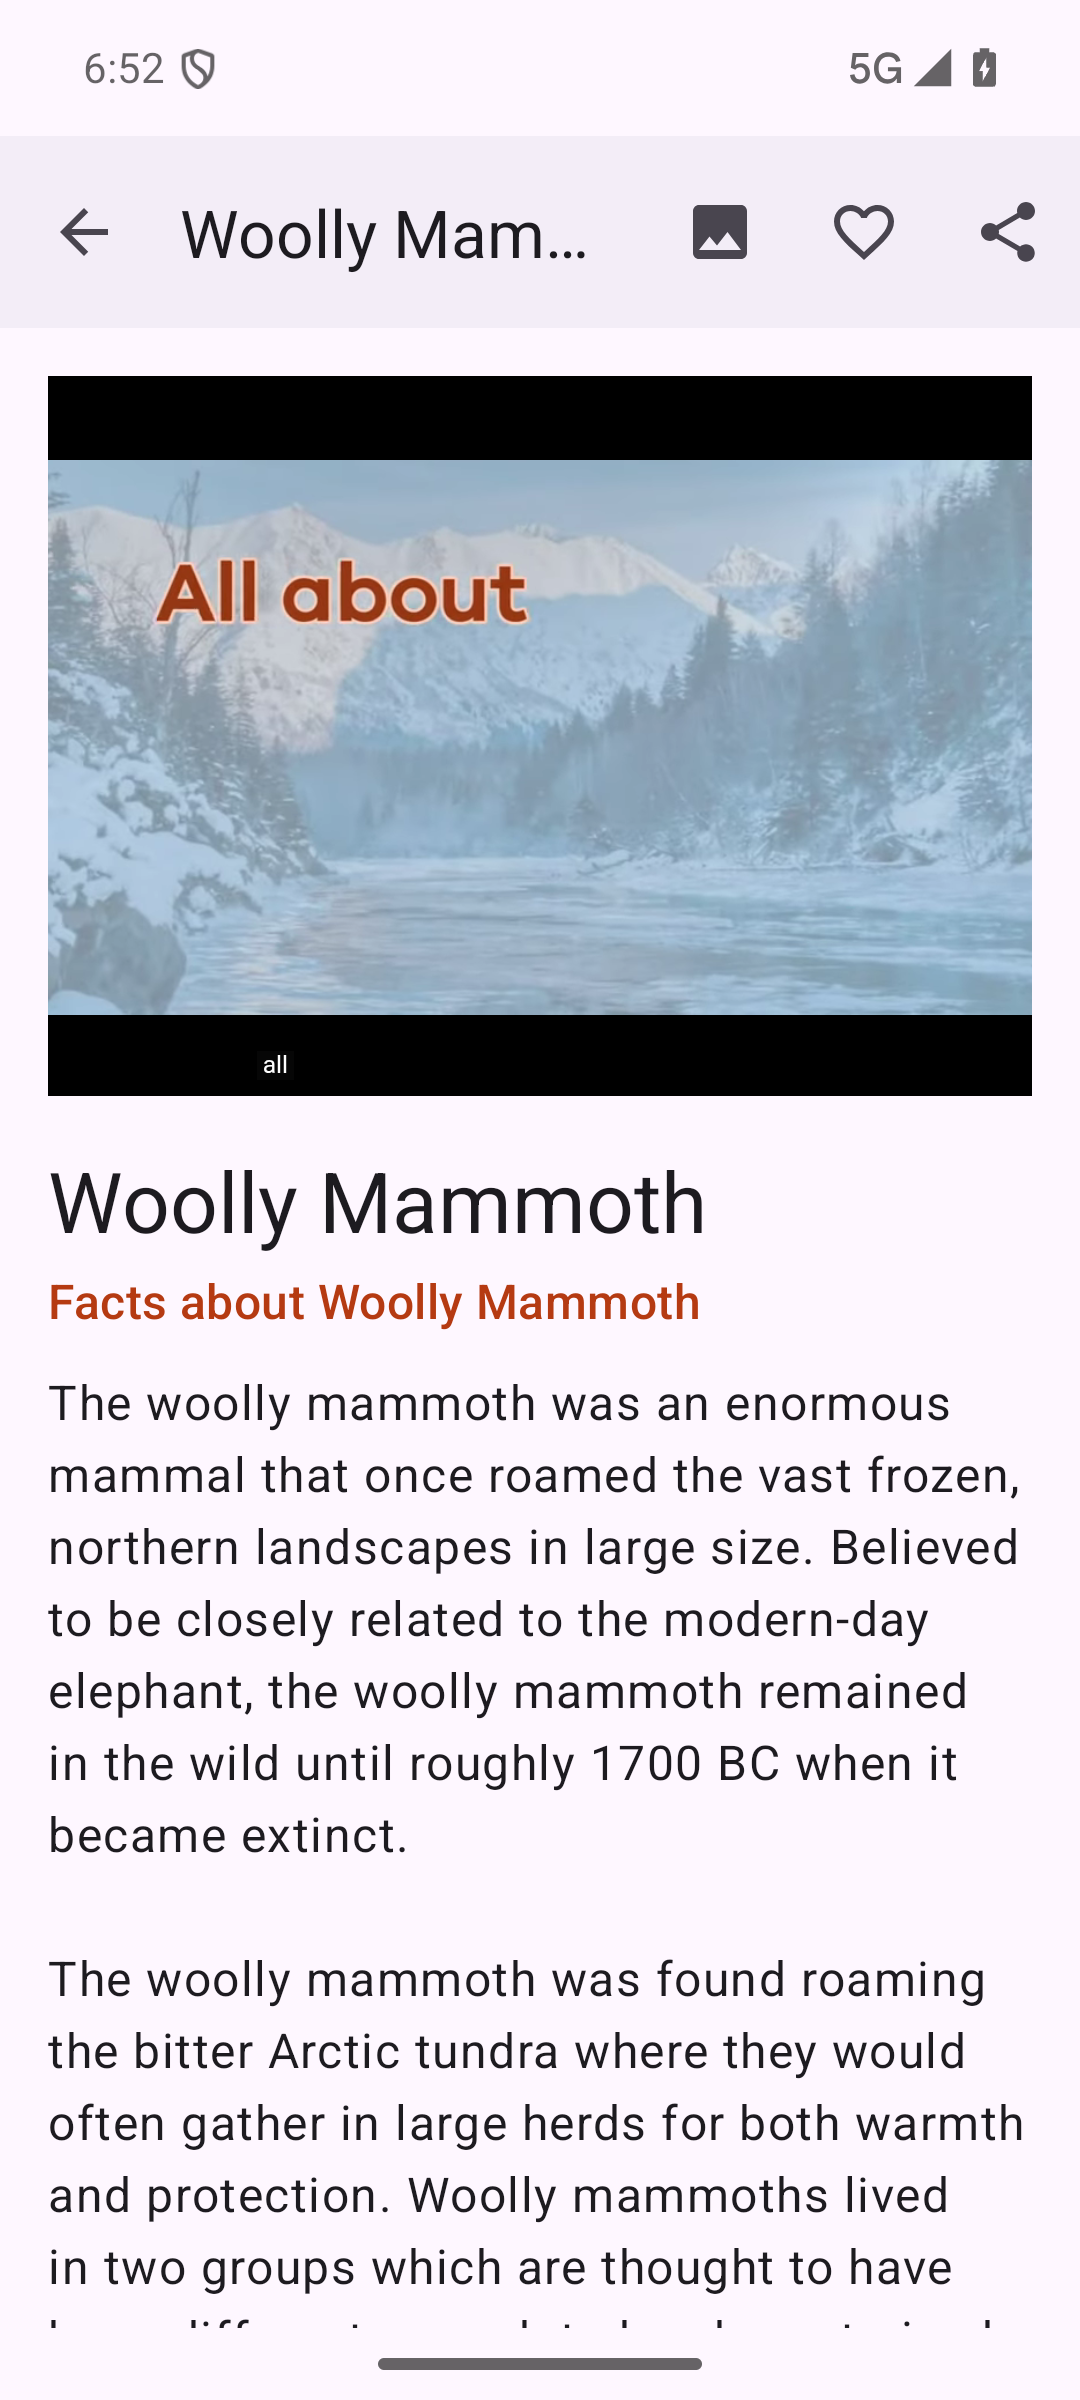 6:52
5G
Woolly Mam...
All about
all
Woolly Mammoth
Facts about Woolly Mammoth
The woolly mammoth was an enormous
mammal that once roamed the vast frozen,
northern landscapes in large size. Believed
to be closely related to the modern-day
elephant, the woolly mammoth remained
in the wild until roughly 1700 BC when it
became extinct.
The woolly mammoth was found roaming
the bitter Arctic tundra where they would
often gather in large herds for both warmth
and protection. Woolly mammoths lived
in two groups which are thought to have